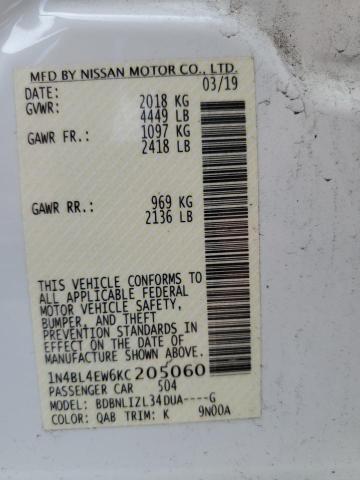 MFD BY NISSAN MOTOR CO., LTD.
DATE: 03/19
GVWR: 2018 KG
4449 LB
GAWR FR.: 1097 KG
2418 LB
GAWR RR.: 969 KG
2136 LB
THIS VEHICLE CONFORMS TO
ALL APPLICABLE FEDERAL
MOTOR VEHICLE SAFETY,
BUMPER, AND THEFT
PREVENTION STANDARDS IN
EFFECT ON THE DATE OF
MANUFACTURE SHOWN ABOVE.
1N4BL4EW6KC205060
PASSENGER CAR 504
MODEL: BDBNLIZL34DUA----G
COLOR: QAB TRIM: K 9N00A